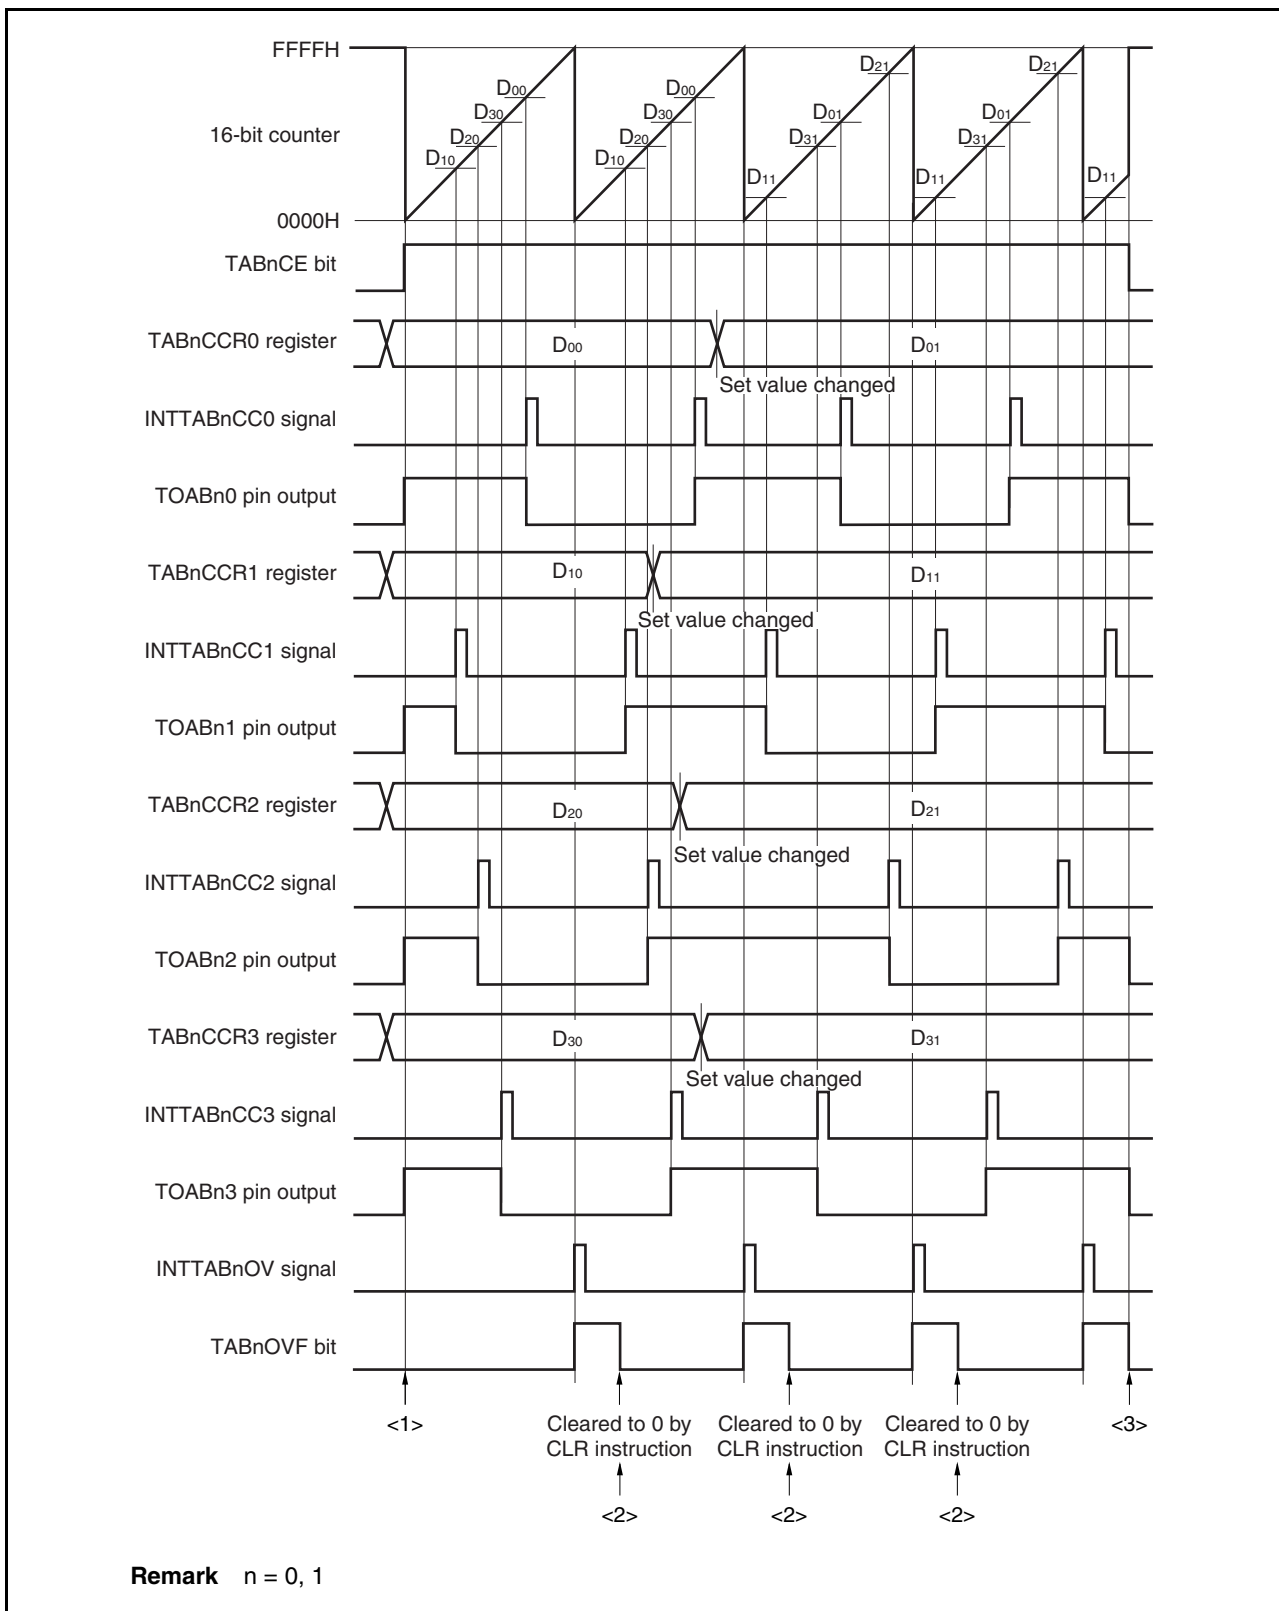 FFFFH
D21 D21
D00 D00
D30 D30 D01 D01
16-bit counter
D20 D20 D31 D31
D10 D10
D11 D11 D11
0000H
TABnCE bit
TABnCCR0 register D00 D01
Set value changed
INTTABnCC0 signal
TOABn0 pin output
TABnCCR1 register D10 D11
Set value changed
INTTABnCC1 signal
TOABn1 pin output
TABnCCR2 register D20 D21
Set value changed
INTTABnCC2 signal
TOABn2 pin output
TABnCCR3 register D30 D31
Set value changed
INTTABnCC3 signal
TOABn3 pin output
INTTABnOV signal
TABnOVF bit
<1> Cleared to 0 by Cleared to 0 by Cleared to 0 by <3>
CLR instruction CLR instruction CLR instruction
<2> <2> <2>
Remark n = 0, 1